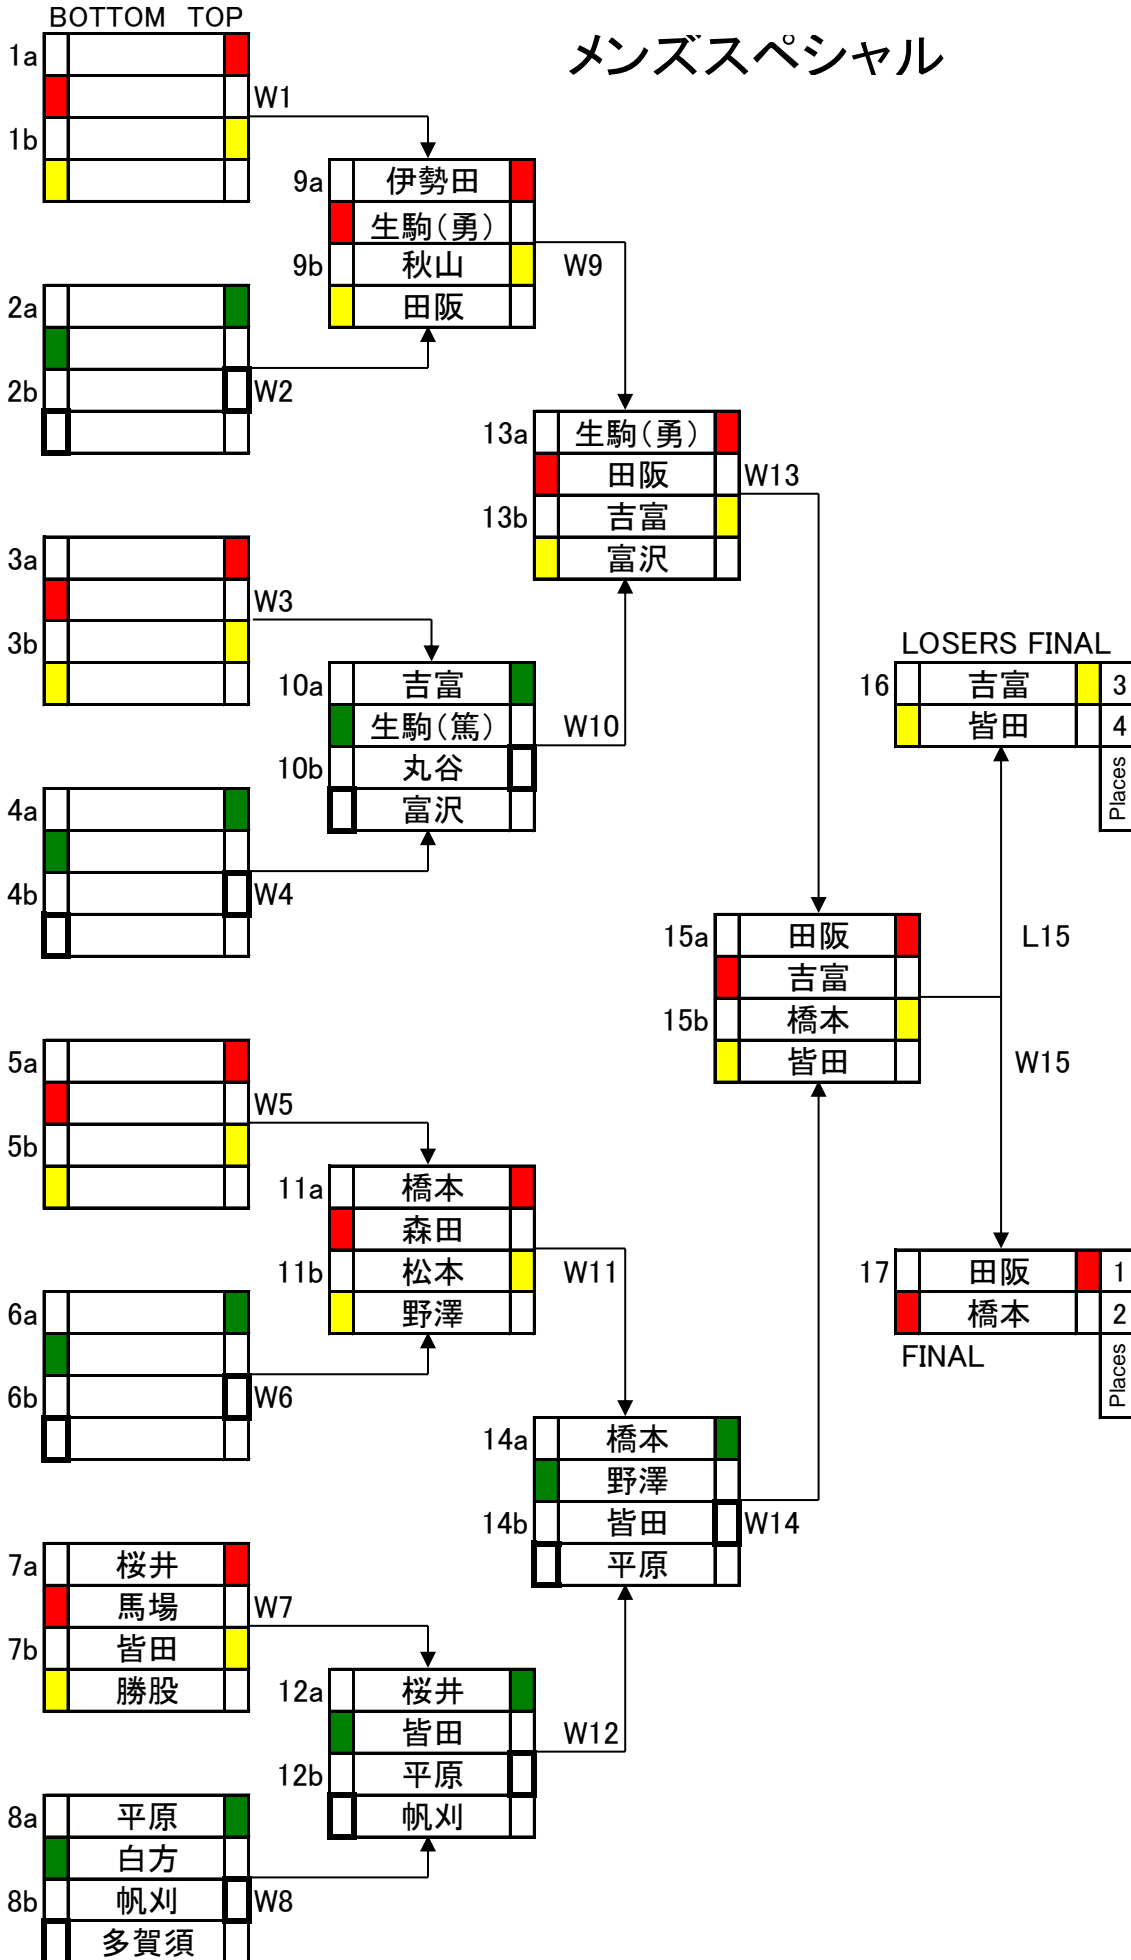 BOTTOM TOP
メンズスペシャル
1a
W1
1b
9a 伊勢田
生駒(勇)
9b 秋山 W9
田阪
2a
2b W2
13a 生駒(勇)
田阪 W13
13b 吉富
富沢
3a
W3
3b
LOSERS FINAL
10a 吉富
生駒(篤) W10
10b 丸谷
富沢
16 吉富 3
皆田 4
Places
4a
4b W4
15a 田阪 L15
吉富
15b 橋本
皆田 W15
5a
W5
5b
11a 橋本
森田
11b 松本 W11
野澤
17 田阪 1
橋本 2
FINAL
Places
6a
6b W6
14a 橋本
野澤
14b 皆田 W14
平原
7a 桜井
馬場 W7
7b 皆田
勝股
12a 桜井
皆田 W12
12b 平原
帆刈
8a 平原
白方
8b 帆刈 W8
多賀須